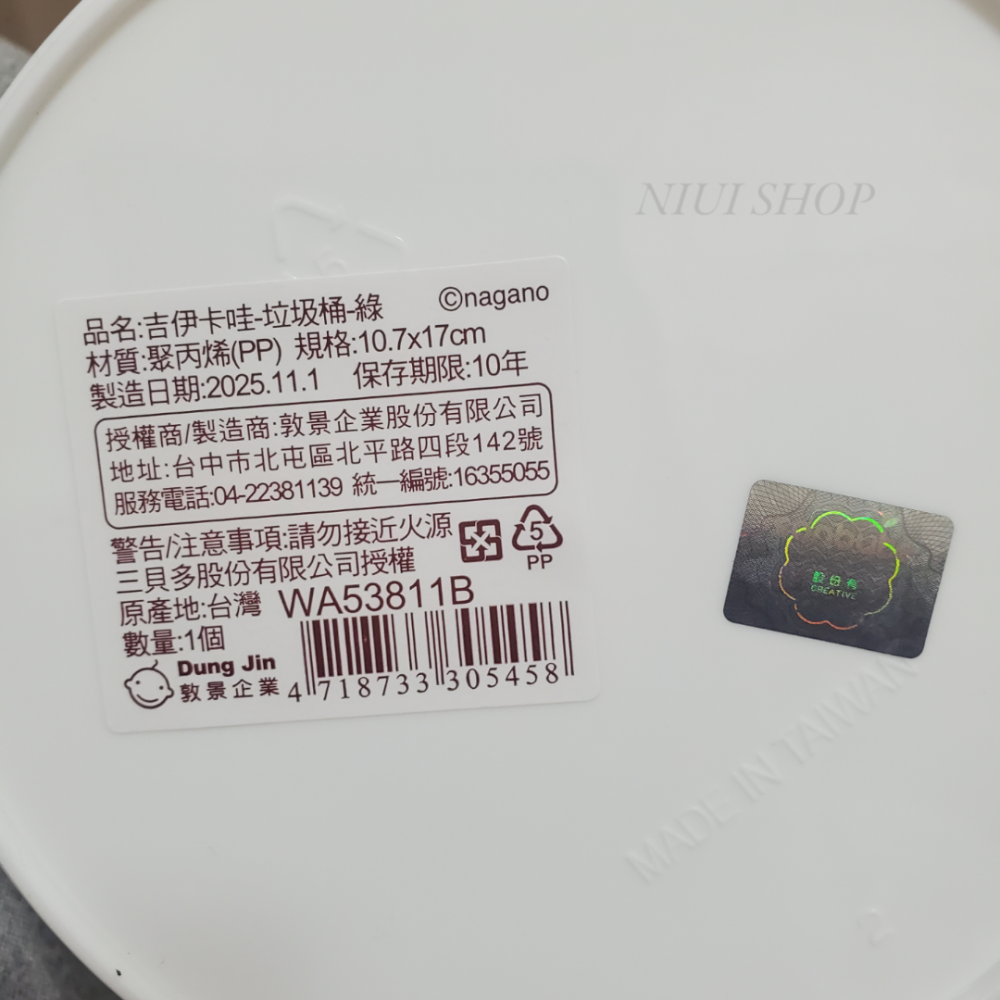 NIUI SHOP
5
©nagano
品名:吉伊卡哇-垃圾桶-綠
材質:聚丙烯(PP) 規格:10.7x17cm
製造日期:2025.11.1 保存期限:10年
授權商/製造商:敦景企業股份有限公司
地址:台中市北屯區北平路四段142號
服務電話:04-22381139 統一編號:16355055
警告/注意事項:請勿接近火源
三貝多股份有限公司授權
5
PP
原產地:台灣 WA53811B
數量:1個
Dung Jin
敦景企業
4 718733 305458
CREATIVE
MADE IN TAIWAN
2